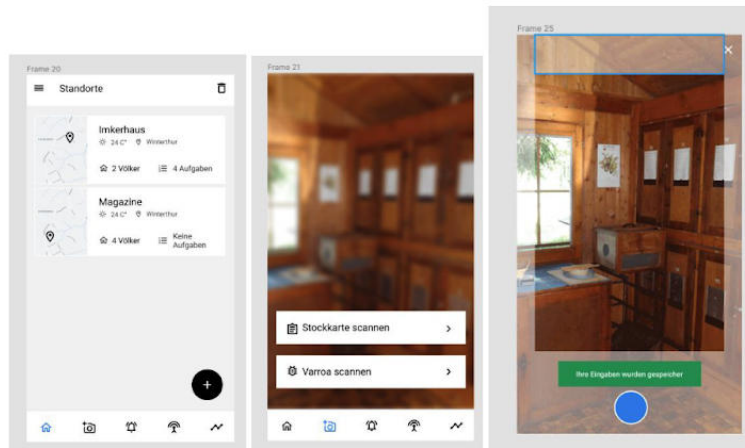 Frame 20
Standorte
Imkerhaus
24 C° Winterthur
2 Völker 4 Aufgaben
Magazine
24 C° Winterthur
4 Völker Keine Aufgaben
Frame 21
Stockkarte scannen
Varroa scannen
Frame 25
Ihre Eingaben wurden gespeicher